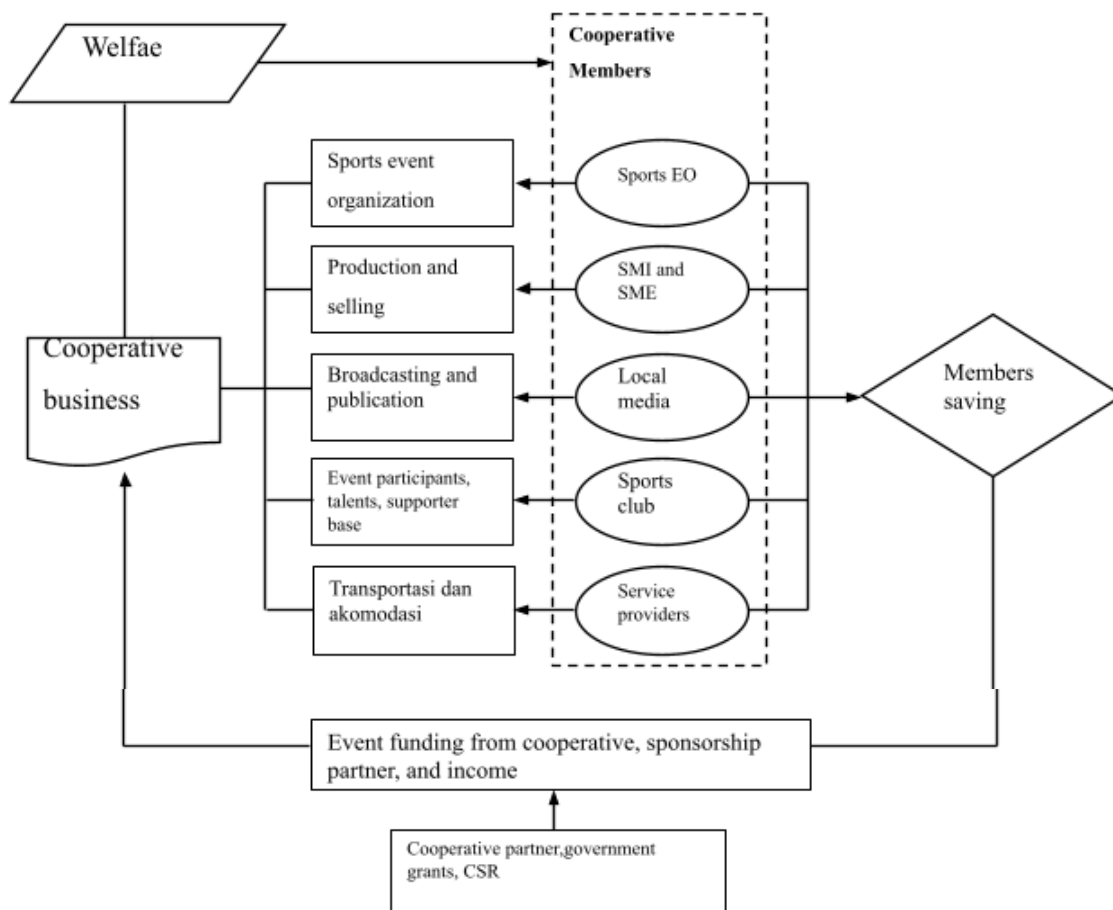 Welfae
Cooperative
Members
Sports event
organization
Sports EO
Production and
selling
SMI and
SME
Cooperative
business
Broadcasting and
publication
Local
media
Members
saving
Event participants,
talents, supporter
base
Sports
club
Transportasi dan
akomodasi
Service
providers
Event funding from cooperative, sponsorship
partner, and income
Cooperative partner,government
grants, CSR